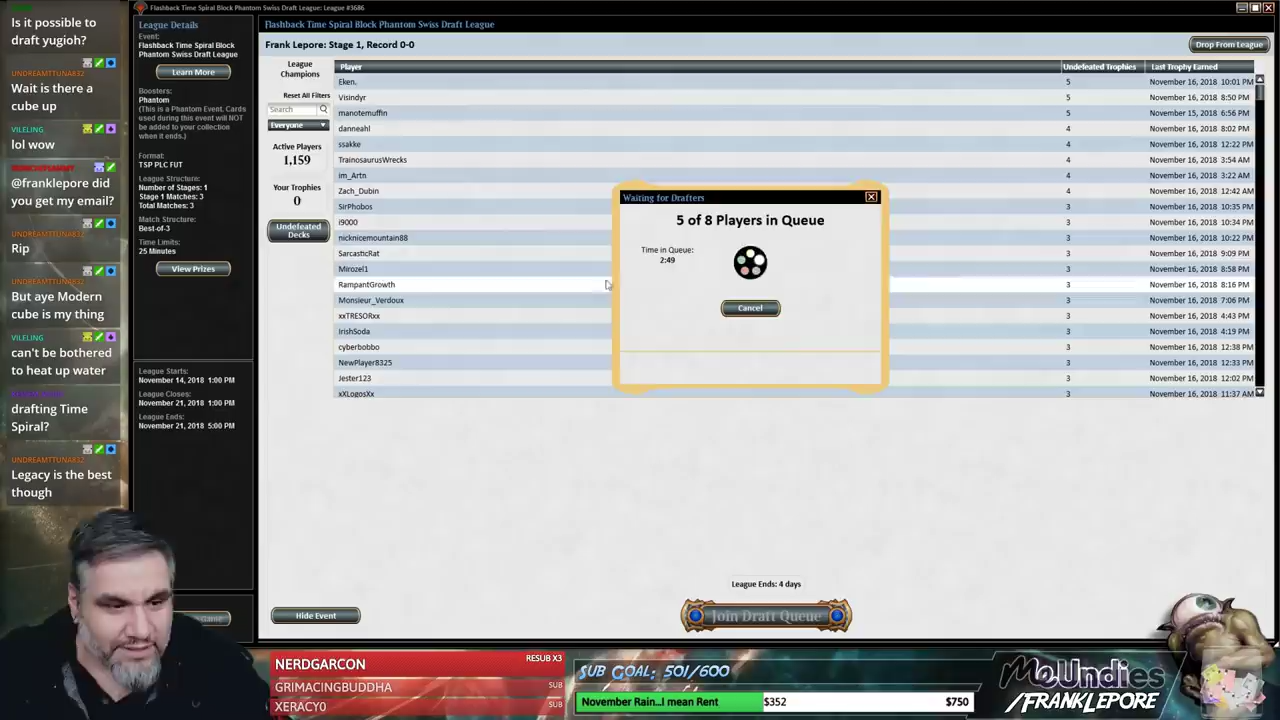 Flashback Time Spiral Block Phantom Swiss Draft League: League #3686
Is it possible to
draft yugioh?
UNDREAMTTUNA832
Wait is there a
cube up
VILELING
lol wow
@franklepore did
you get my email?
UNDREAMTTUNA832
Rip
UNDREAMTTUNA832
But aye Modern
cube is my thing
VILELING
can't be bothered
to heat up water
drafting Time
Spiral?
UNDREAMTTUNA832
Legacy is the best
though
League Details
Event:
Flashback Time Spiral Block
Phantom Swiss Draft League
Learn More
Boosters:
Phantom
(This is a Phantom Event. Cards
used during this event will NOT
be added to your collection
when it ends.)
Format:
TSP PLC FUT
League Structure:
Number of Stages: 1
Stage 1 Matches: 3
Total Matches: 3
Match Structure:
Best-of-3
Time Limits:
25 Minutes
View Prizes
League Starts:
November 14, 2018 1:00 PM
League Closes:
November 21, 2018 1:00 PM
League Ends:
November 21, 2018 5:00 PM
Game
Flashback Time Spiral Block Phantom Swiss Draft League
Frank Lepore: Stage 1, Record 0-0
Drop From League
League
Champions
Reset All Filters
Search
Everyone
Active Players
1,159
Your Trophies
0
Undefeated
Decks
Player Undefeated Trophies Last Trophy Earned
Eken. 5 November 16, 2018 10:01 PM
Visindyr 5 November 16, 2018 8:50 PM
manotemuffin 5 November 15, 2018 6:56 PM
danneahl 4 November 16, 2018 8:02 PM
ssakke 4 November 16, 2018 12:22 PM
TrainosaurusWrecks 4 November 16, 2018 3:54 AM
im_Artn 4 November 16, 2018 3:22 AM
Zach_Dubin 4 November 16, 2018 12:42 AM
SirPhobos 3 November 16, 2018 10:35 PM
i9000 3 November 16, 2018 10:34 PM
nicknicemountain88 3 November 16, 2018 10:22 PM
SarcasticRat 3 November 16, 2018 9:09 PM
Mirozel1 3 November 16, 2018 8:58 PM
RampantGrowth 3 November 16, 2018 8:16 PM
Monsieur_Verdoux 3 November 16, 2018 7:06 PM
xxTRESORxx 3 November 16, 2018 4:43 PM
IrishSoda 3 November 16, 2018 4:19 PM
cyberbobbo 3 November 16, 2018 12:38 PM
NewPlayer8325 3 November 16, 2018 12:33 PM
Jester123 3 November 16, 2018 12:02 PM
xXLogosXx 3 November 16, 2018 11:37 AM
Waiting for Drafters
5 of 8 Players in Queue
Time in Queue:
2:49
Cancel
League Ends: 4 days
Hide Event
Join Draft Queue
NERDGARCON RESUB X3
GRIMACINGBUDDHA SUB
XERACY0 SUB
SUB GOAL: 501/600
November Rain...I mean Rent $352 $750
MeUndies
/FRANKLEPORE